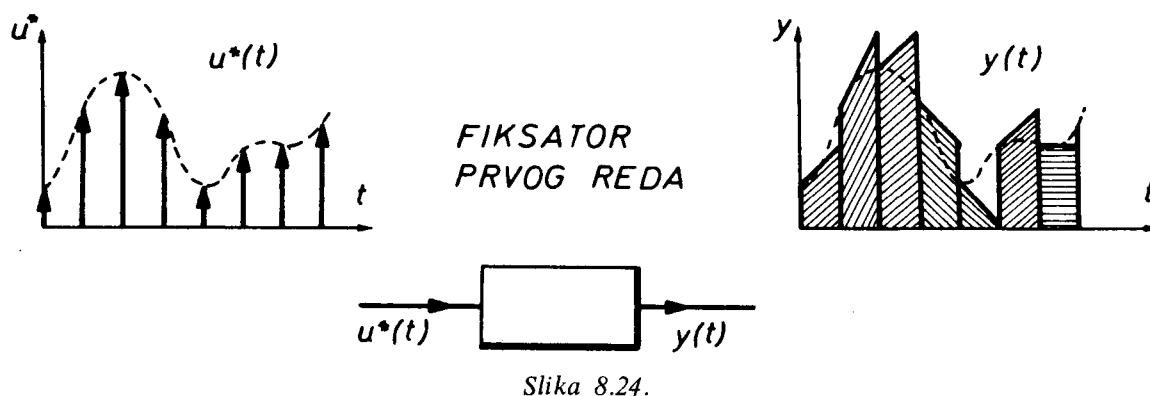 u*
u*(t)
t
FIKSATOR
PRVOG REDA
y
y(t)
t
u*(t)
y(t)
Slika 8.24.